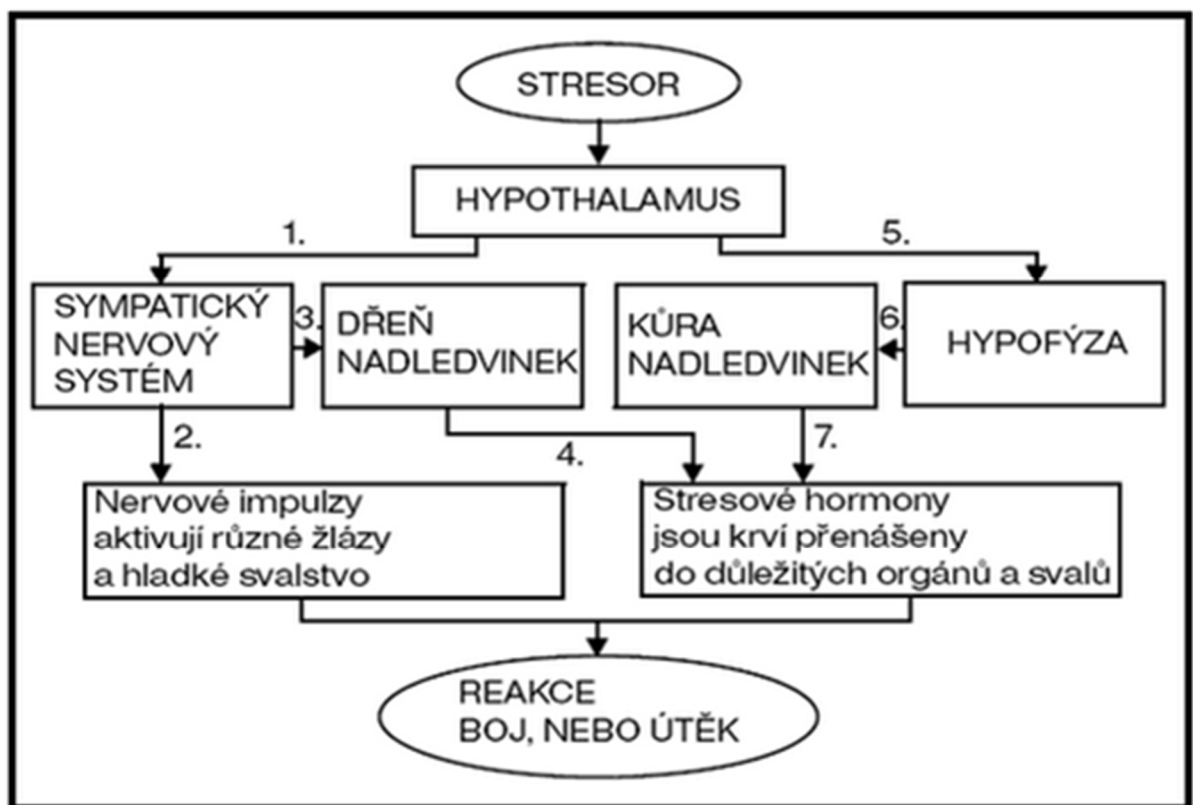 STRESOR
HYPOTHALAMUS
1.
5.
SYMPATICKÝ
NERVOVÝ
SYSTÉM
3.
DŘEŇ
NADLEDVINEK
KŮRA
NADLEDVINEK
6.
HYPOFÝZA
2.
4.
7.
Nervové impulzy
aktivují různé žlázy
a hladké svalstvo
Stresové hormony
jsou krví přenášeny
do důležitých orgánů a svalů
REAKCE
BOJ, NEBO ÚTĚK